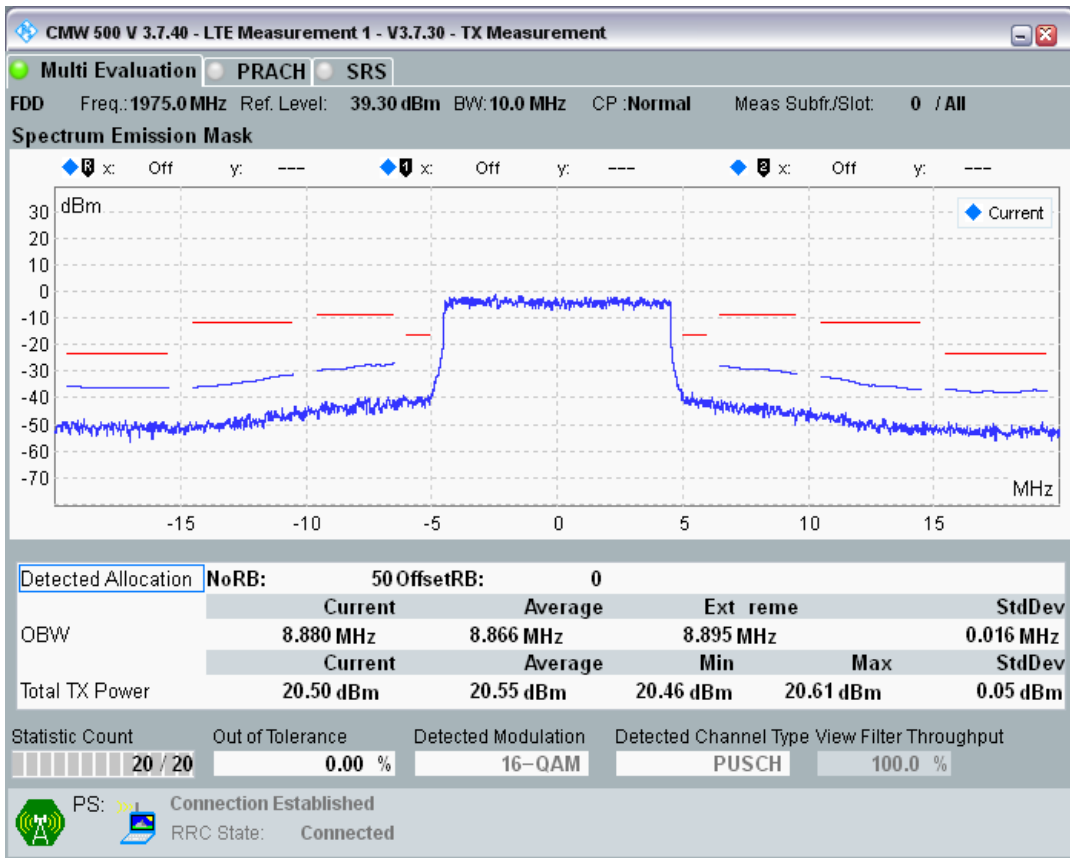 CMW 500 V 3.7.40 - LTE Measurement 1 - V3.7.30 - TX Measurement
Multi Evaluation PRACH SRS
FDD Freq.:1975.0 MHz Ref. Level: 39.30 dBm BW:10.0 MHz CP :Normal Meas Subfr./Slot: 0 / All
Spectrum Emission Mask
R x: Off y: --- 1 x: Off y: --- 2 x: Off y: ---
dBm
Current
30
20
10
0
-10
-20
-30
-40
-50
-60
-70
MHz
-15 -10 -5 0 5 10 15
Detected Allocation NoRB: 50 OffsetRB: 0
Current Average Ext reme StdDev
OBW 8.880 MHz 8.866 MHz 8.895 MHz 0.016 MHz
Current Average Min Max StdDev
Total TX Power 20.50 dBm 20.55 dBm 20.46 dBm 20.61 dBm 0.05 dBm
Statistic Count Out of Tolerance Detected Modulation Detected Channel Type View Filter Throughput
20 / 20 0.00 % 16-QAM PUSCH 100.0 %
PS: Connection Established
RRC State: Connected